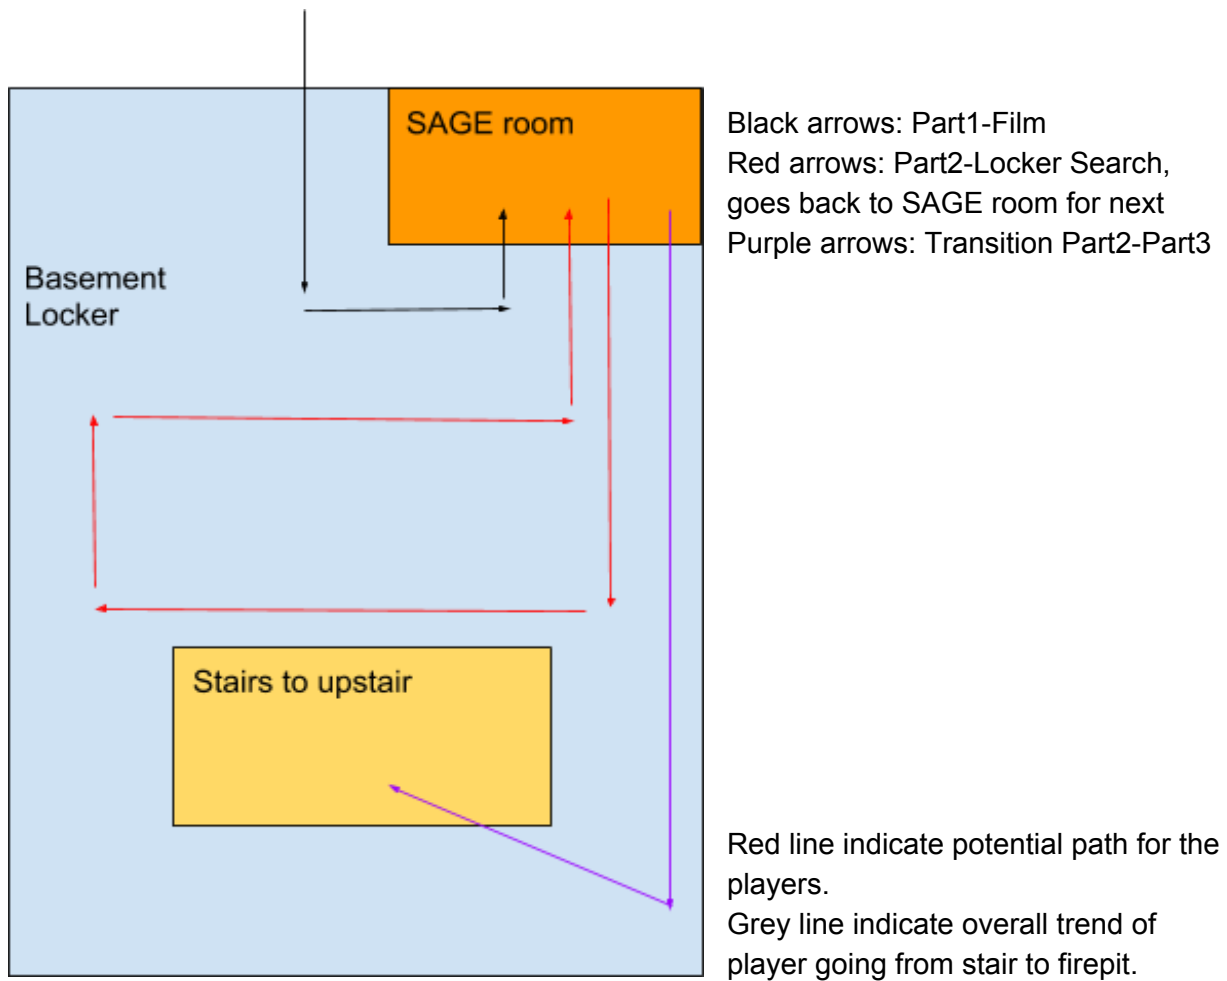 SAGE room
Black arrows: Part1-Film
Red arrows: Part2-Locker Search,
goes back to SAGE room for next
Purple arrows: Transition Part2-Part3
Basement
Locker
Stairs to upstair
Red line indicate potential path for the
players.
Grey line indicate overall trend of
player going from stair to firepit.